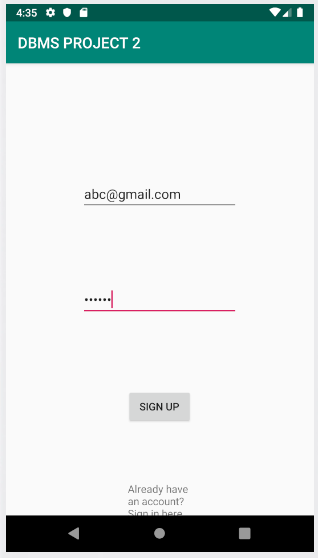 4:35
DBMS PROJECT 2
abc@gmail.com
••••••
SIGN UP
Already have
an account?
Sign in here